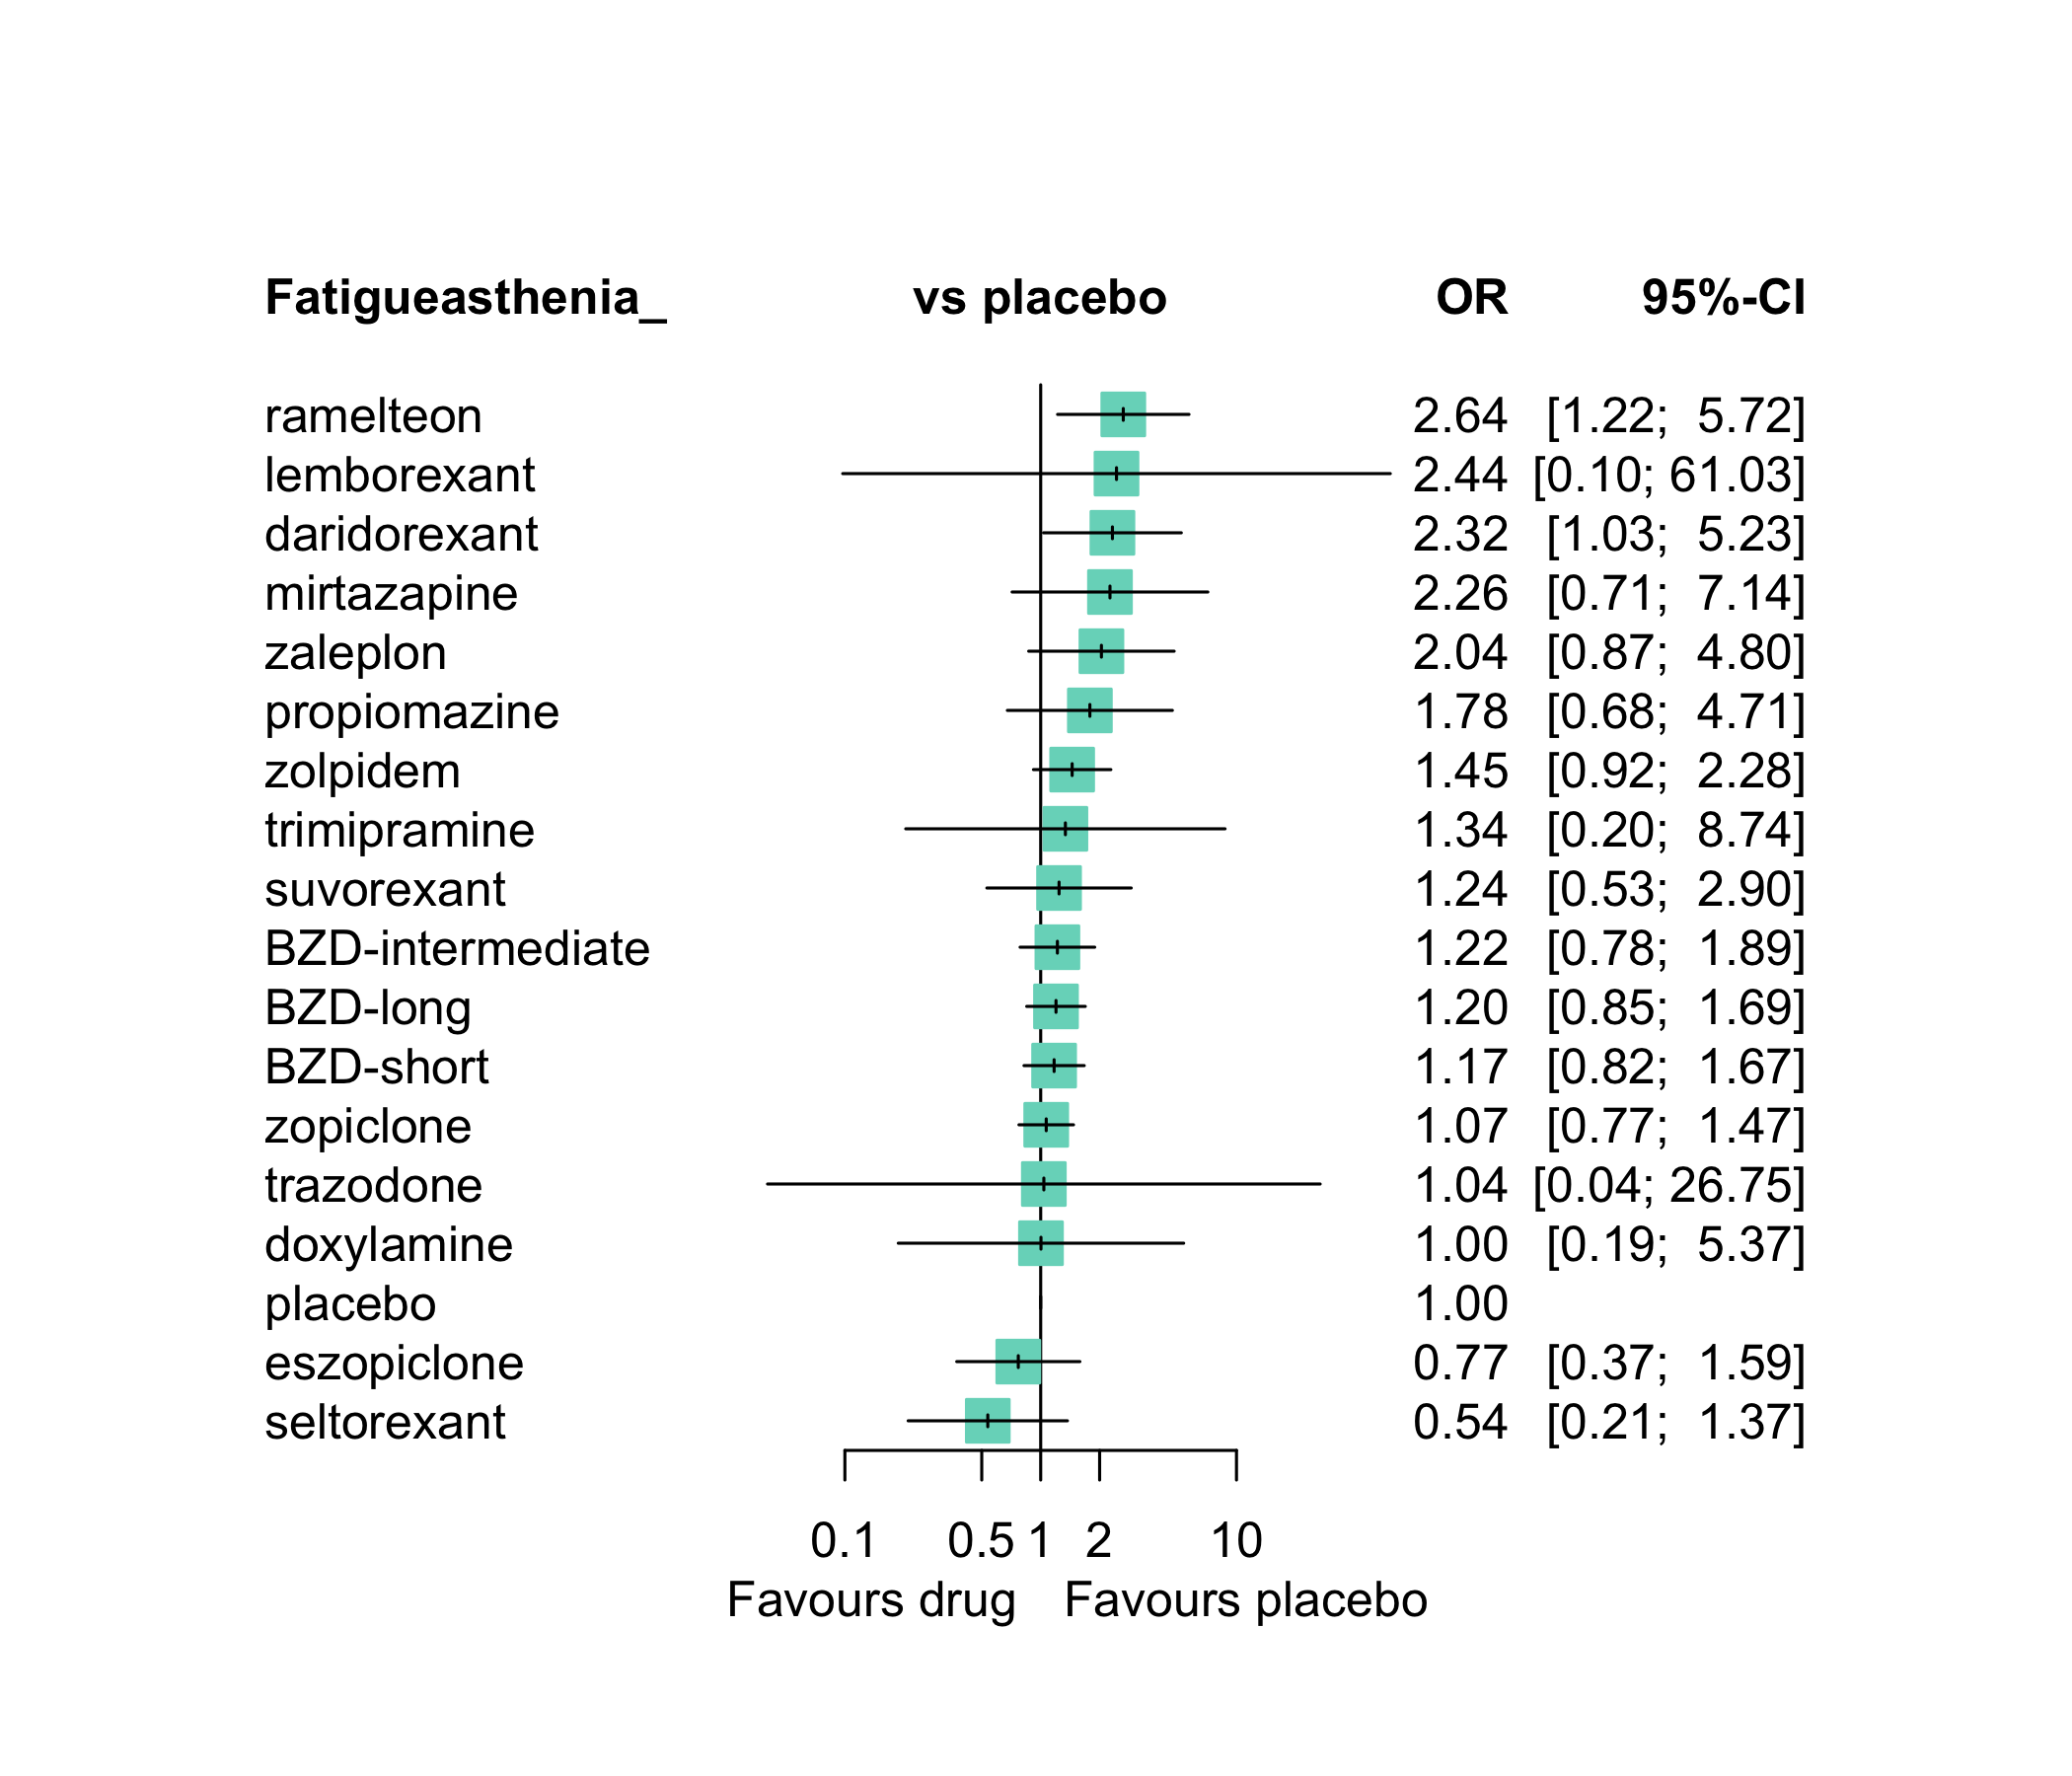 Fatigueasthenia_ vs placebo OR 95%-CI
ramelteon 2.64 [1.22; 5.72]
lemborexant 2.44 [0.10; 61.03]
daridorexant 2.32 [1.03; 5.23]
mirtazapine 2.26 [0.71; 7.14]
zaleplon 2.04 [0.87; 4.80]
propiomazine 1.78 [0.68; 4.71]
zolpidem 1.45 [0.92; 2.28]
trimipramine 1.34 [0.20; 8.74]
suvorexant 1.24 [0.53; 2.90]
BZD-intermediate 1.22 [0.78; 1.89]
BZD-long 1.20 [0.85; 1.69]
BZD-short 1.17 [0.82; 1.67]
zopiclone 1.07 [0.77; 1.47]
trazodone 1.04 [0.04; 26.75]
doxylamine 1.00 [0.19; 5.37]
placebo 1.00
eszopiclone 0.77 [0.37; 1.59]
seltorexant 0.54 [0.21; 1.37]
0.1 0.5 1 2 10
Favours drug Favours placebo